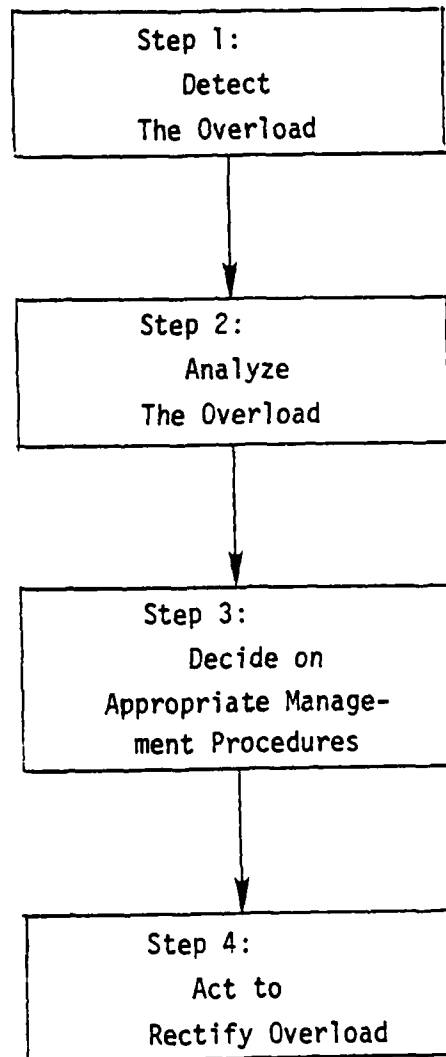 Step 1:
Detect
The Overload
Step 2:
Analyze
The Overload
Step 3:
Decide on
Appropriate Manage-
ment Procedures
Step 4:
Act to
Rectify Overload